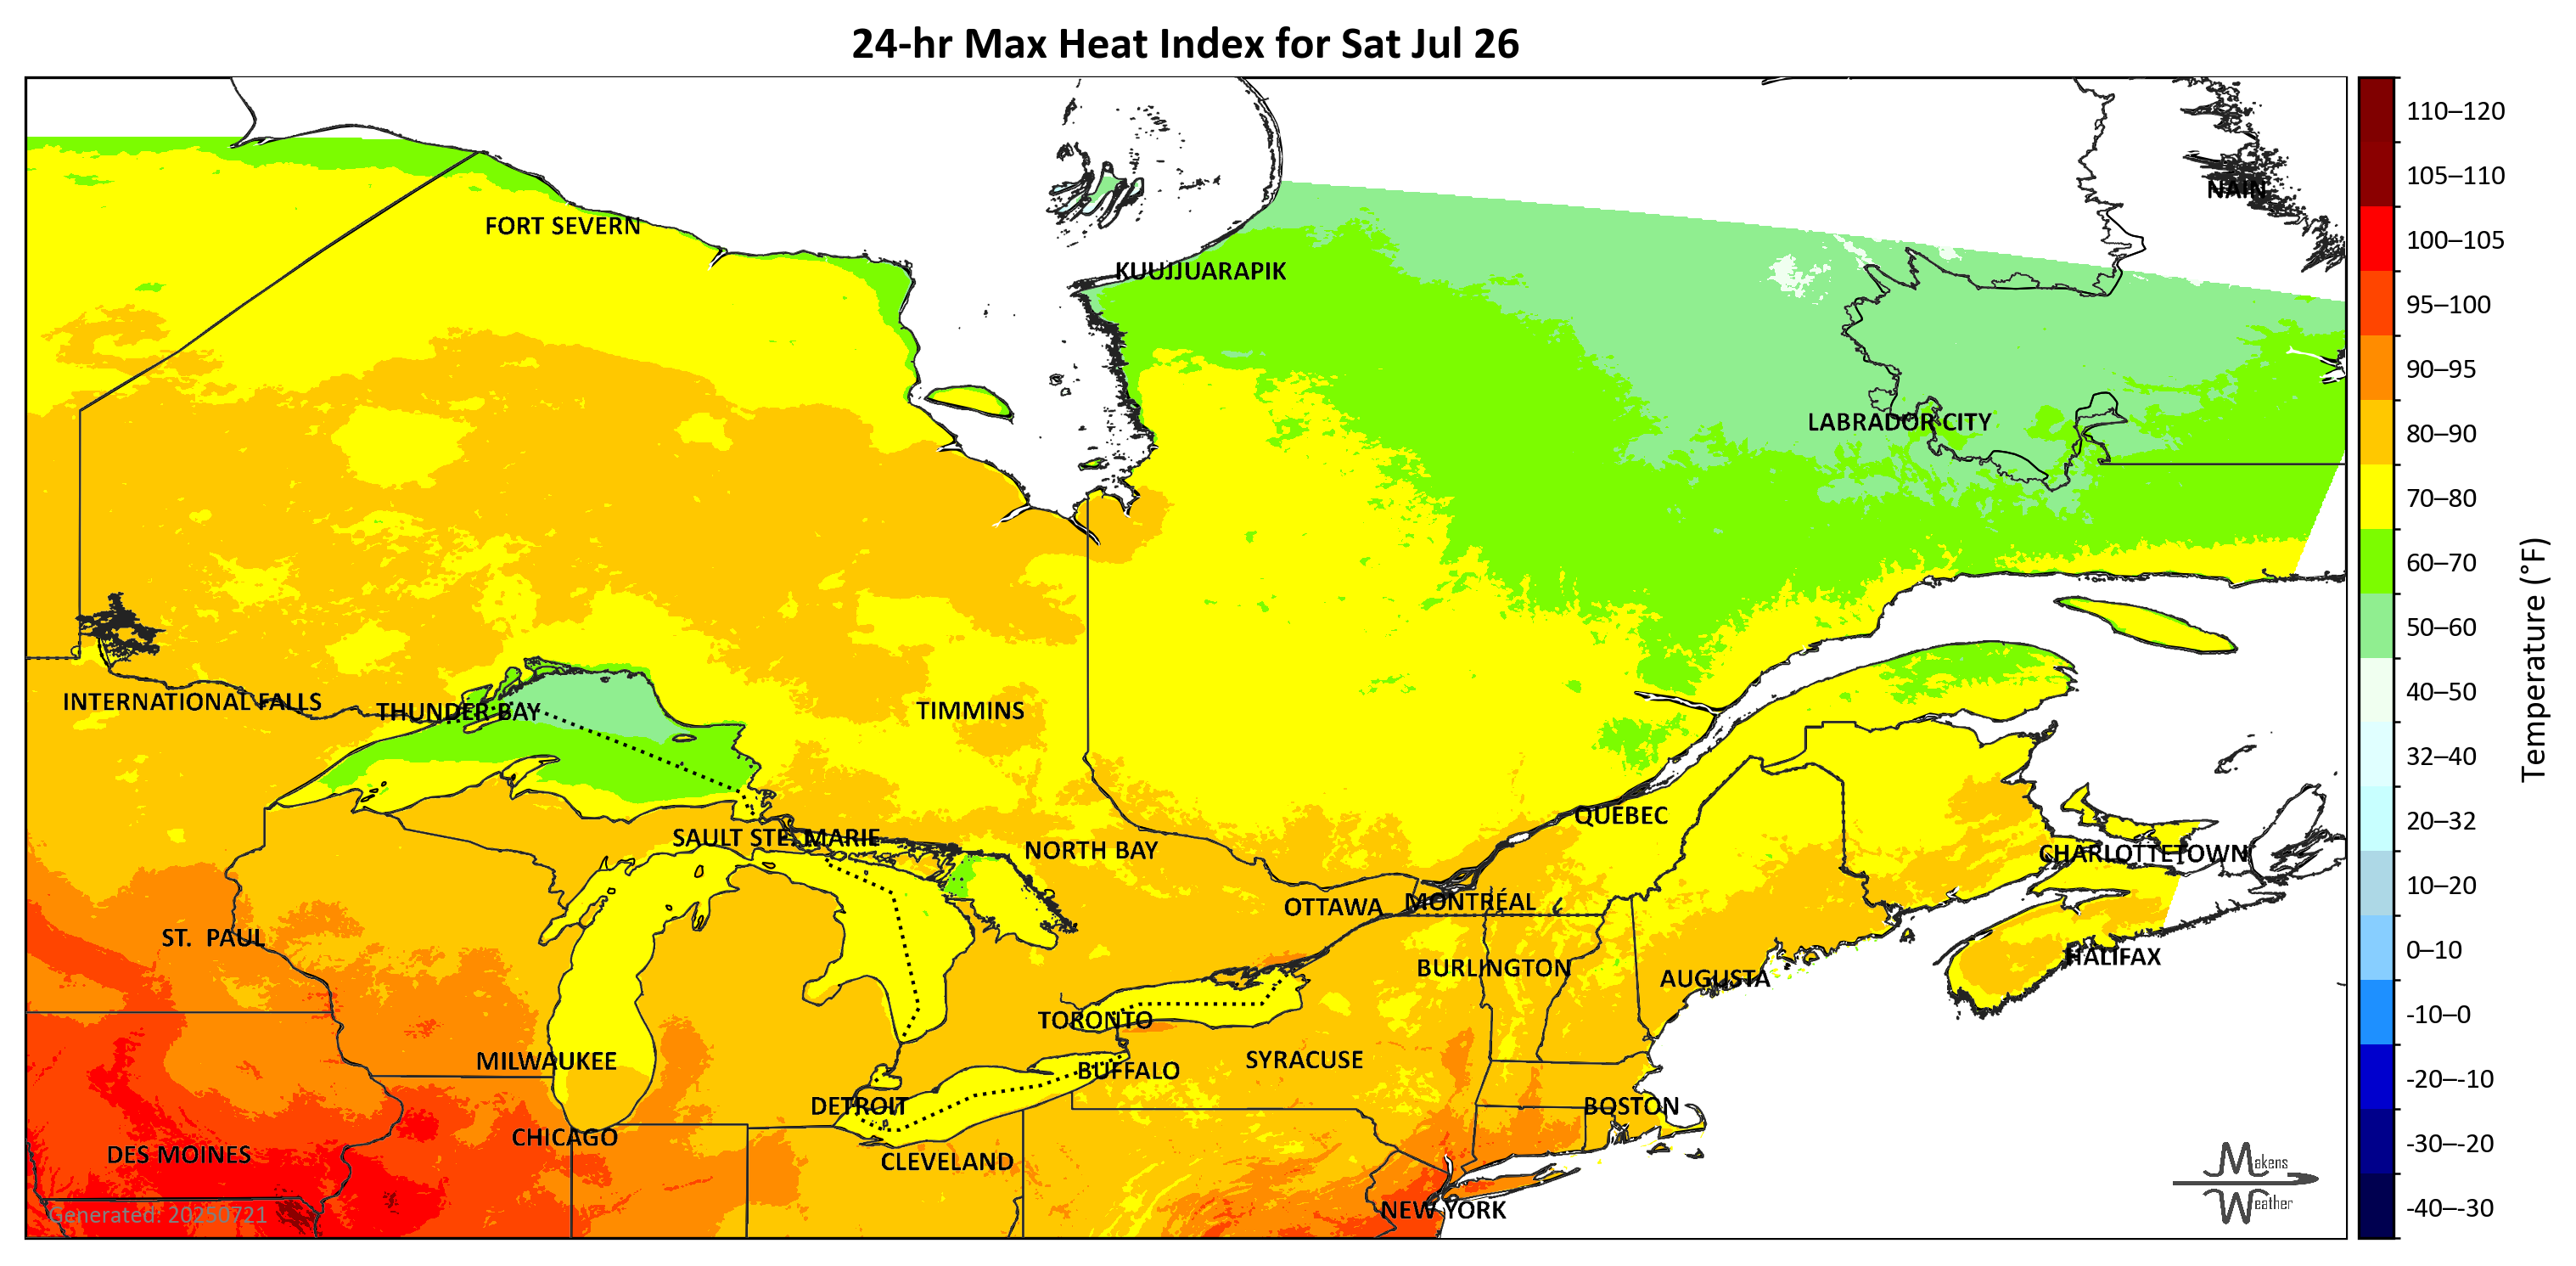 24-hr Max Heat Index for Sat Jul 26
NAIN
FORT SEVERN
KUUJJUARAPIK
LABRADOR CITY
INTERNATIONAL FALLS
THUNDER BAY
TIMMINS
QUÉBEC
SAULT STE. MARIE
NORTH BAY
CHARLOTTETOWN
OTTAWA
MONTRÉAL
ST. PAUL
BURLINGTON
HALIFAX
AUGUSTA
TORONTO
MILWAUKEE
SYRACUSE
BUFFALO
DETROIT
BOSTON
CHICAGO
DES MOINES
CLEVELAND
NEW YORK
Generated: 20250721
Makens
Weather
110–120
105–110
100–105
95–100
90–95
80–90
70–80
60–70
50–60
40–50
32–40
20–32
10–20
0–10
-10–0
-20–-10
-30–-20
-40–-30
Temperature (°F)